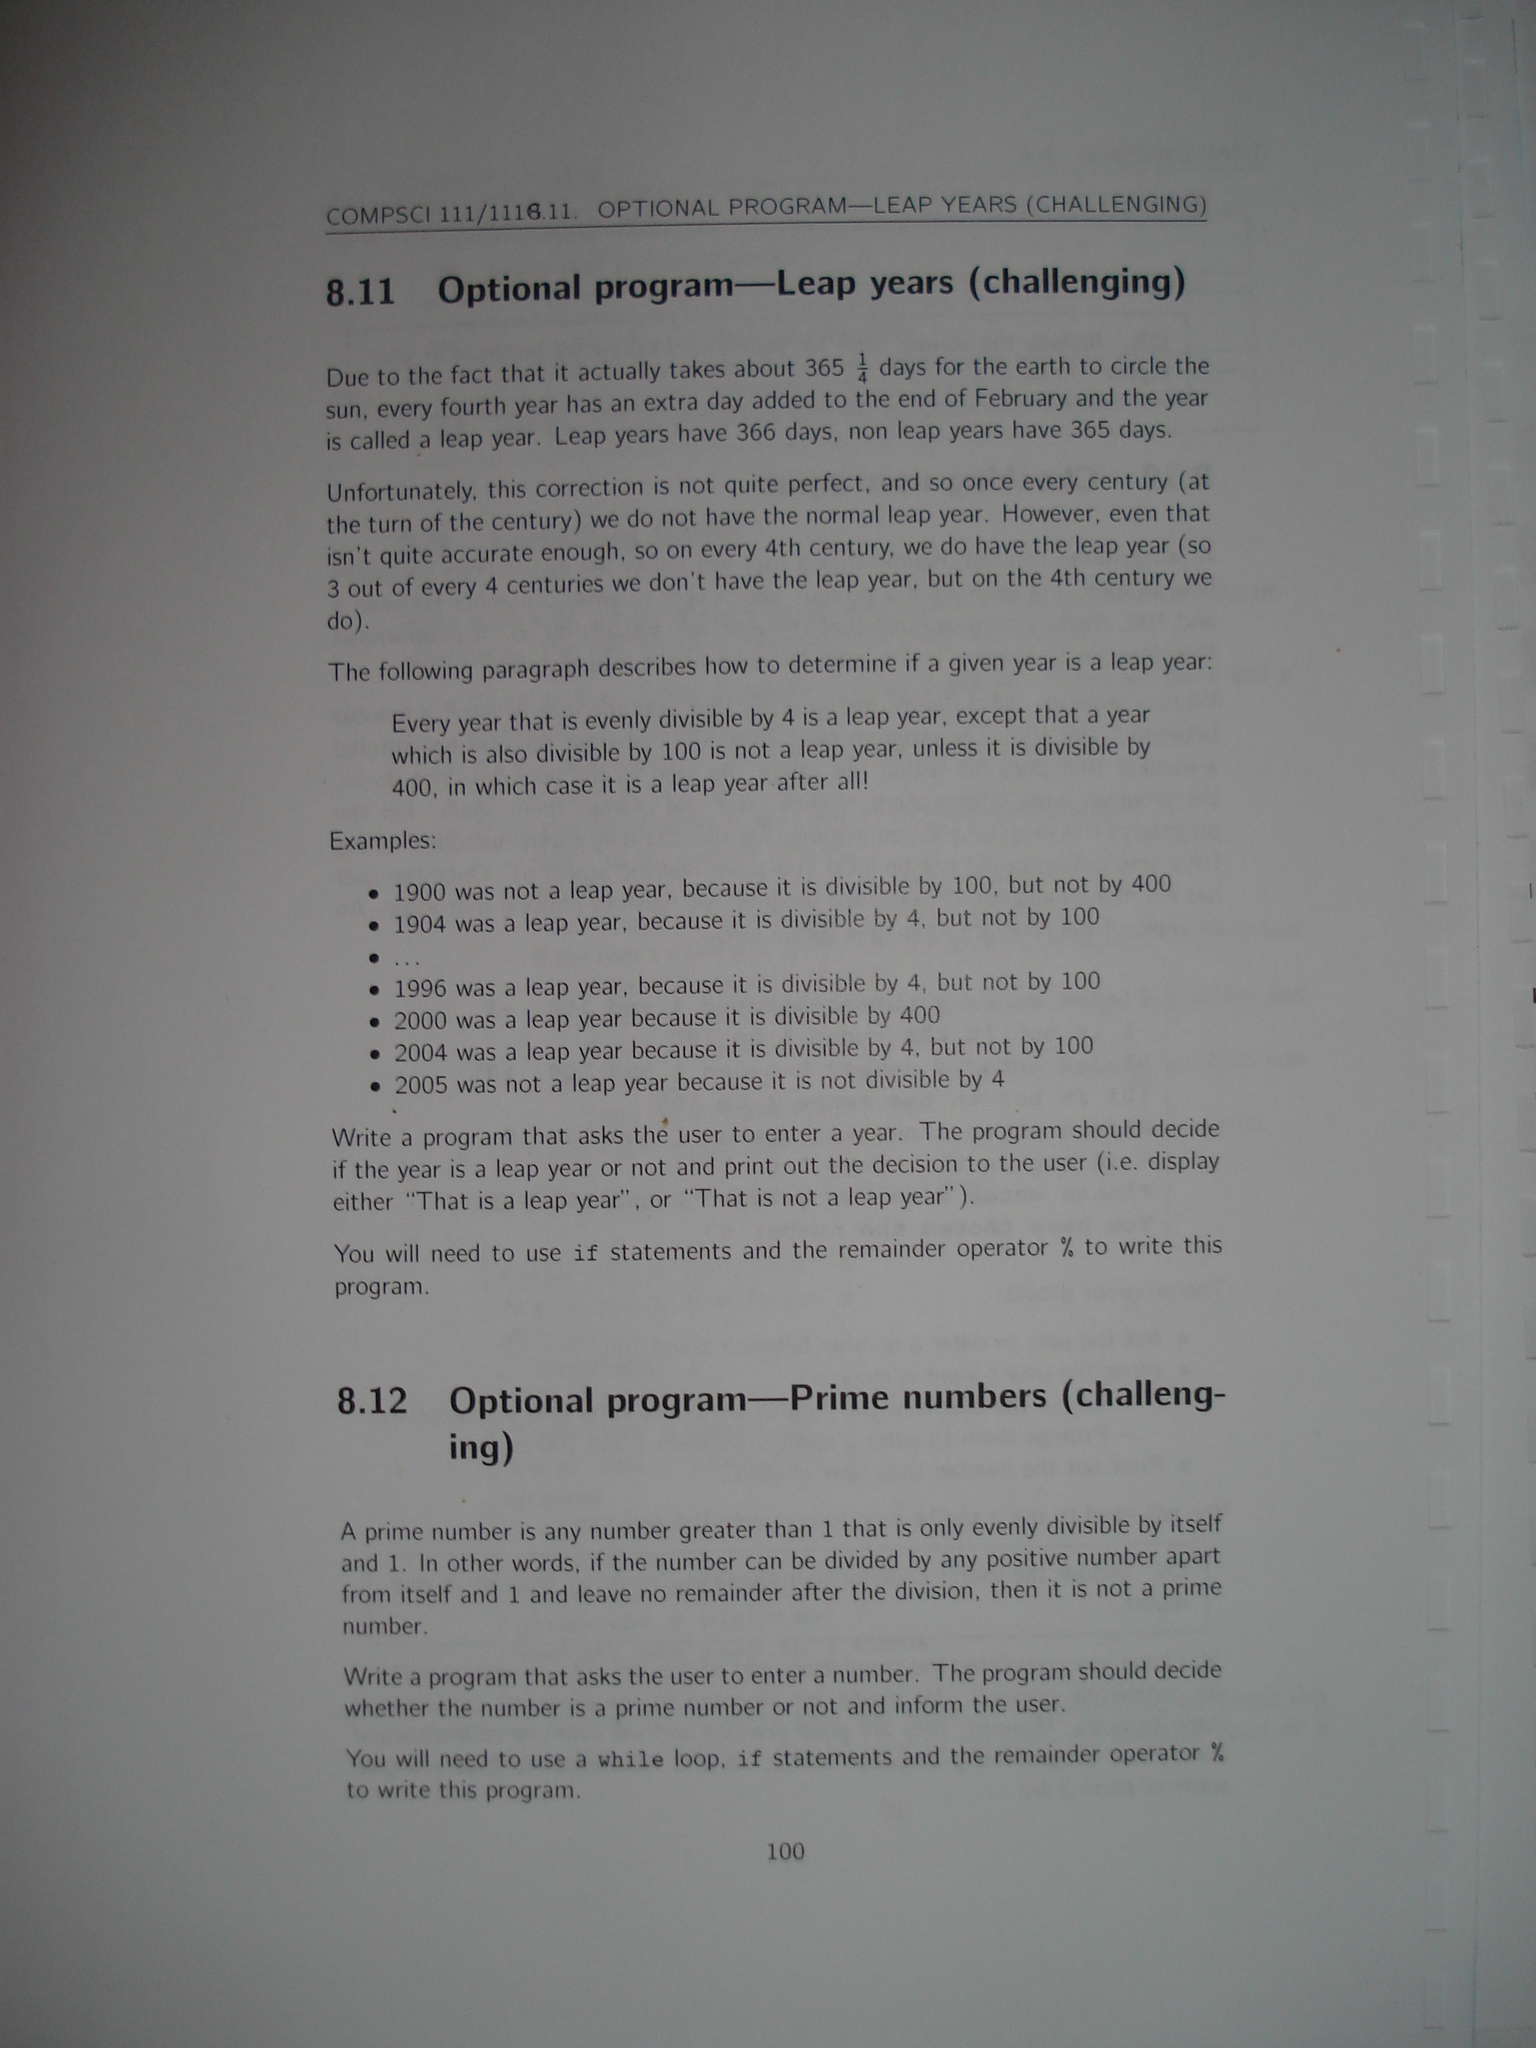 COMPSCI 111/111G8.11. OPTIONAL PROGRAM—LEAP YEARS (CHALLENGING)
8.11 Optional program—Leap years (challenging)
Due to the fact that it actually takes about 365 1/4 days for the earth to circle the
sun, every fourth year has an extra day added to the end of February and the year
is called a leap year. Leap years have 366 days, non leap years have 365 days.
Unfortunately, this correction is not quite perfect, and so once every century (at
the turn of the century) we do not have the normal leap year. However, even that
isn't quite accurate enough, so on every 4th century, we do have the leap year (so
3 out of every 4 centuries we don't have the leap year, but on the 4th century we
do).
The following paragraph describes how to determine if a given year is a leap year:
Every year that is evenly divisible by 4 is a leap year, except that a year
which is also divisible by 100 is not a leap year, unless it is divisible by
400, in which case it is a leap year after all!
Examples:
• 1900 was not a leap year, because it is divisible by 100, but not by 400
• 1904 was a leap year, because it is divisible by 4, but not by 100
• ...
• 1996 was a leap year, because it is divisible by 4, but not by 100
• 2000 was a leap year because it is divisible by 400
• 2004 was a leap year because it is divisible by 4, but not by 100
• 2005 was not a leap year because it is not divisible by 4
Write a program that asks the user to enter a year. The program should decide
if the year is a leap year or not and print out the decision to the user (i.e. display
either “That is a leap year”, or “That is not a leap year”).
You will need to use if statements and the remainder operator % to write this
program.
8.12 Optional program—Prime numbers (challeng-
ing)
A prime number is any number greater than 1 that is only evenly divisible by itself
and 1. In other words, if the number can be divided by any positive number apart
from itself and 1 and leave no remainder after the division, then it is not a prime
number.
Write a program that asks the user to enter a number. The program should decide
whether the number is a prime number or not and inform the user.
You will need to use a while loop, if statements and the remainder operator %
to write this program.
100